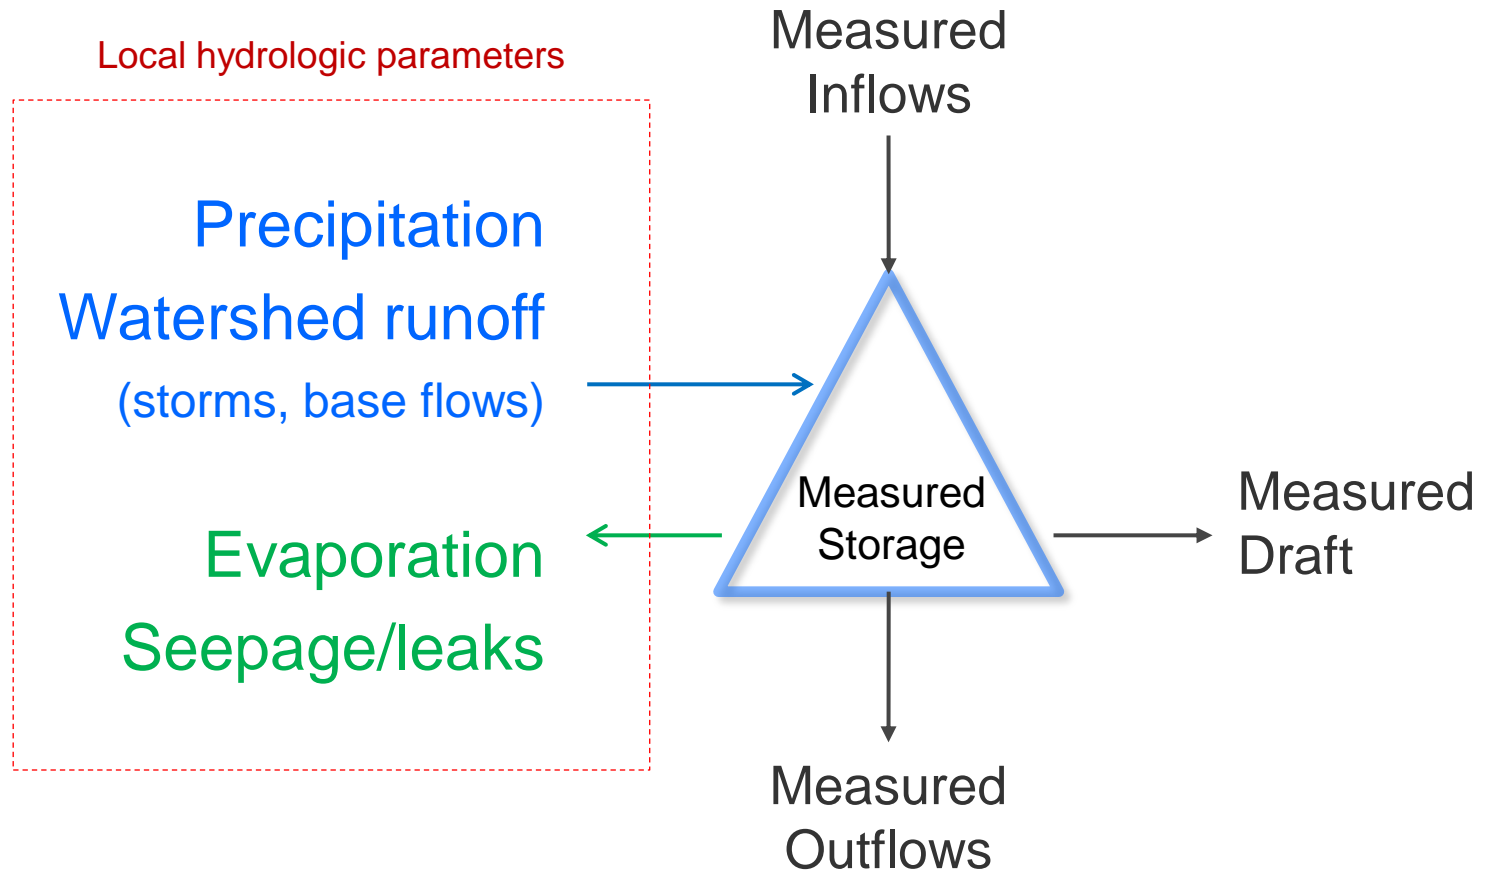 Local hydrologic parameters
Precipitation
Watershed runoff
(storms, base flows)
Evaporation
Seepage/leaks
Measured
Inflows
Measured
Storage
Measured
Draft
Measured
Outflows